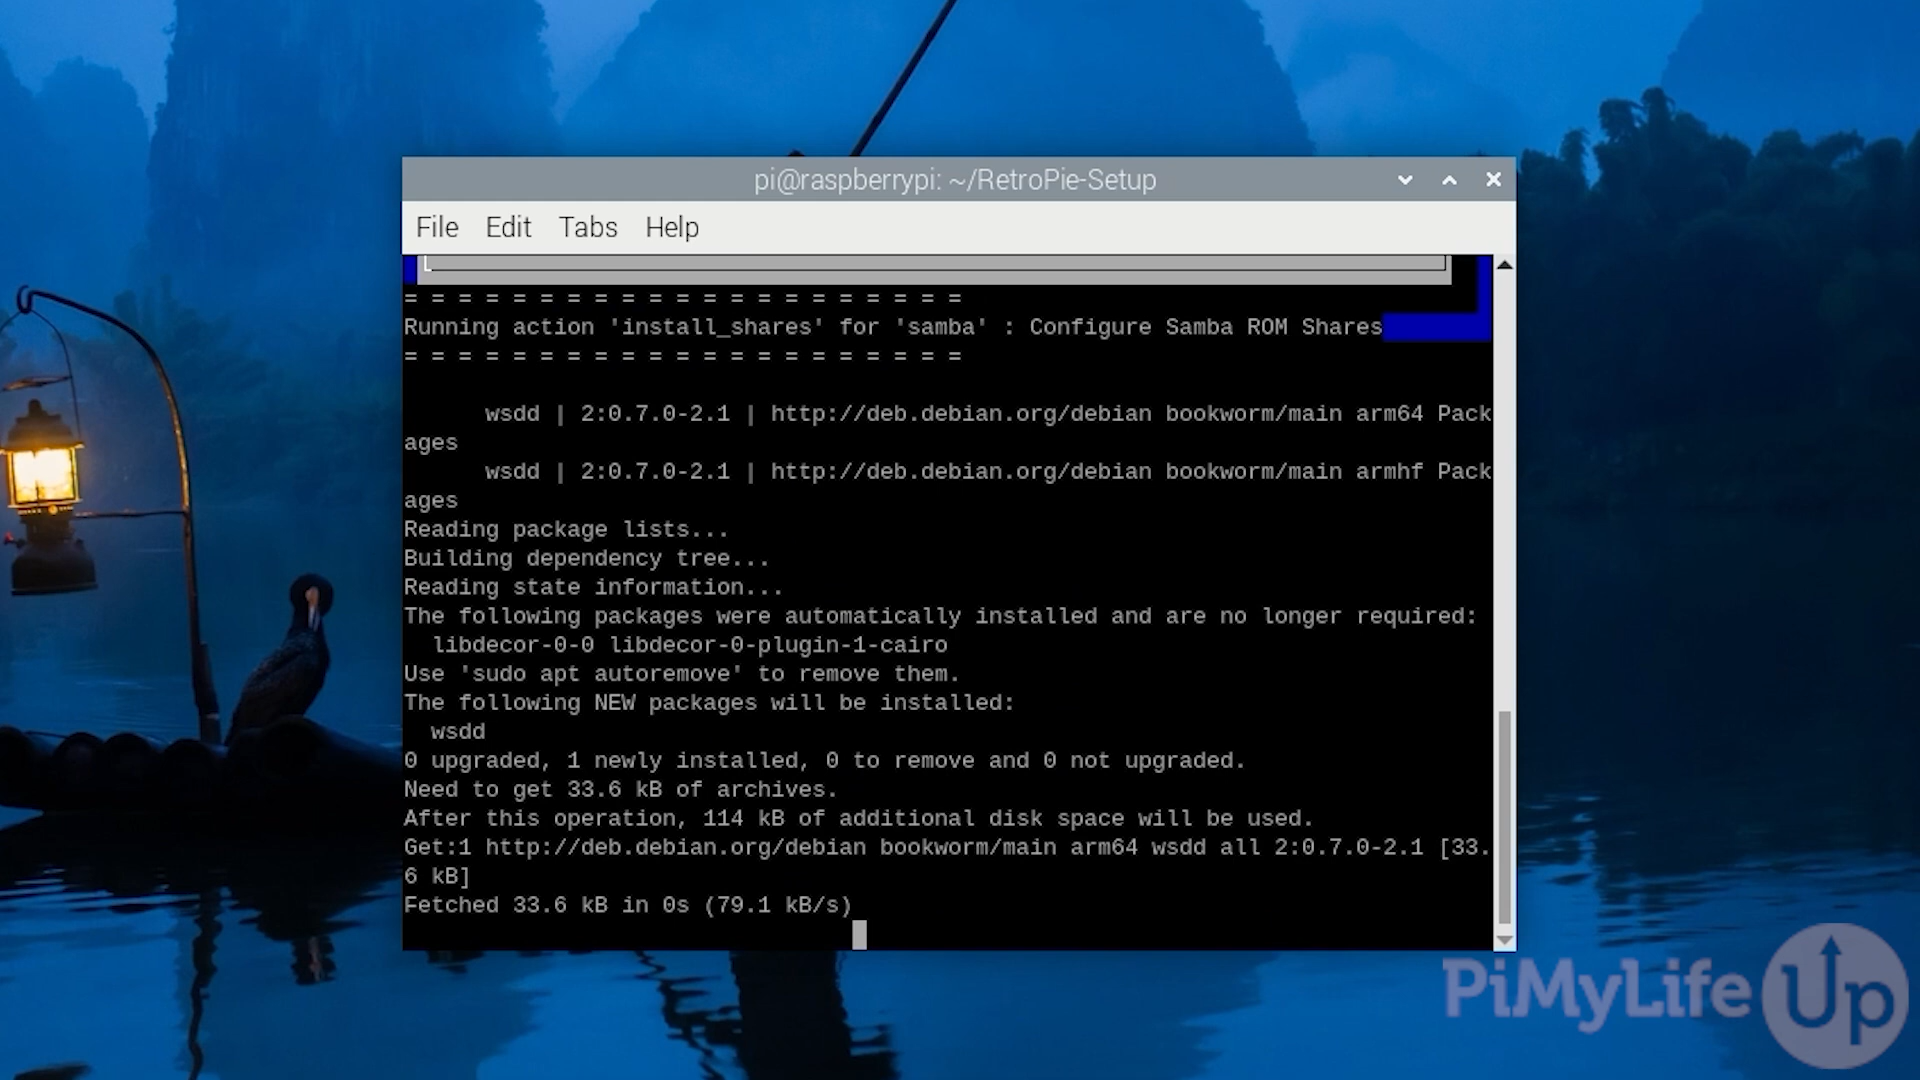 pi@raspberrypi: ~/RetroPie-Setup
File Edit Tabs Help
= = = = = = = = = = = = = = = = = = = = =
Running action 'install_shares' for 'samba' : Configure Samba ROM Shares
= = = = = = = = = = = = = = = = = = = = =
wsdd | 2:0.7.0-2.1 | http://deb.debian.org/debian bookworm/main arm64 Pack
ages
wsdd | 2:0.7.0-2.1 | http://deb.debian.org/debian bookworm/main armhf Pack
ages
Reading package lists...
Building dependency tree...
Reading state information...
The following packages were automatically installed and are no longer required:
libdecor-0-0 libdecor-0-plugin-1-cairo
Use 'sudo apt autoremove' to remove them.
The following NEW packages will be installed:
wsdd
0 upgraded, 1 newly installed, 0 to remove and 0 not upgraded.
Need to get 33.6 kB of archives.
After this operation, 114 kB of additional disk space will be used.
Get:1 http://deb.debian.org/debian bookworm/main arm64 wsdd all 2:0.7.0-2.1 [33.
6 kB]
Fetched 33.6 kB in 0s (79.1 kB/s)
PiMyLifeUp